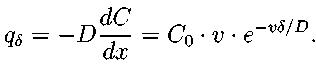 q_δ = −D dC/dx = C_0 · v · e^{−vδ/D}.